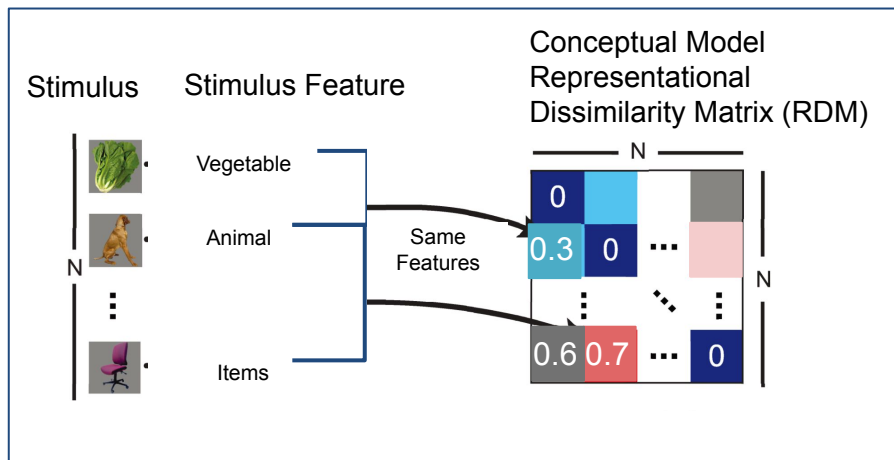 Stimulus
Stimulus Feature
Conceptual Model
Representational
Dissimilarity Matrix (RDM)
N
N
Vegetable
Animal
Items
Same
Features
N
0
0.3 0
0.6 0.7 0
N